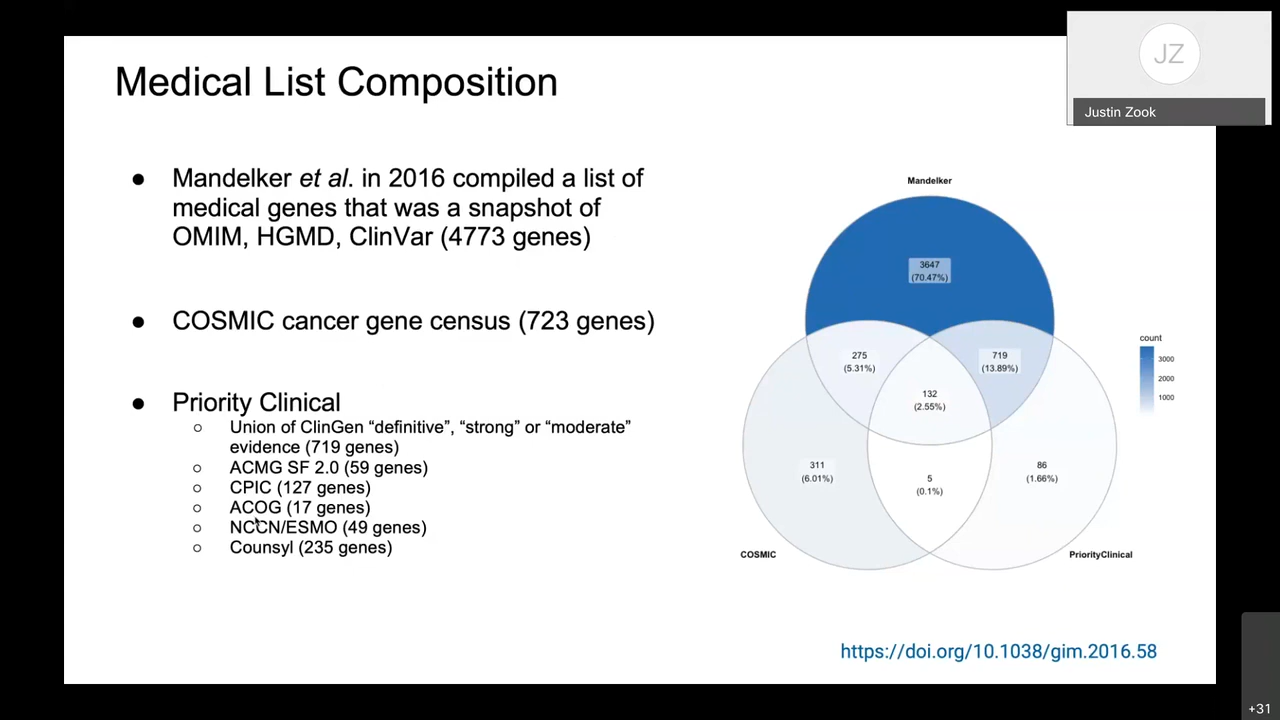 Medical List Composition
JZ
Justin Zook
● Mandelker et al. in 2016 compiled a list of
medical genes that was a snapshot of
OMIM, HGMD, ClinVar (4773 genes)
● COSMIC cancer gene census (723 genes)
● Priority Clinical
○ Union of ClinGen “definitive”, “strong” or “moderate”
evidence (719 genes)
○ ACMG SF 2.0 (59 genes)
○ CPIC (127 genes)
○ ACOG (17 genes)
○ NCCN/ESMO (49 genes)
○ Counsyl (235 genes)
Mandelker
3647
(70.47%)
275
(5.31%)
719
(13.89%)
132
(2.55%)
311
(6.01%)
5
(0.1%)
86
(1.66%)
COSMIC
PriorityClinical
count
3000
2000
1000
https://doi.org/10.1038/gim.2016.58
+31